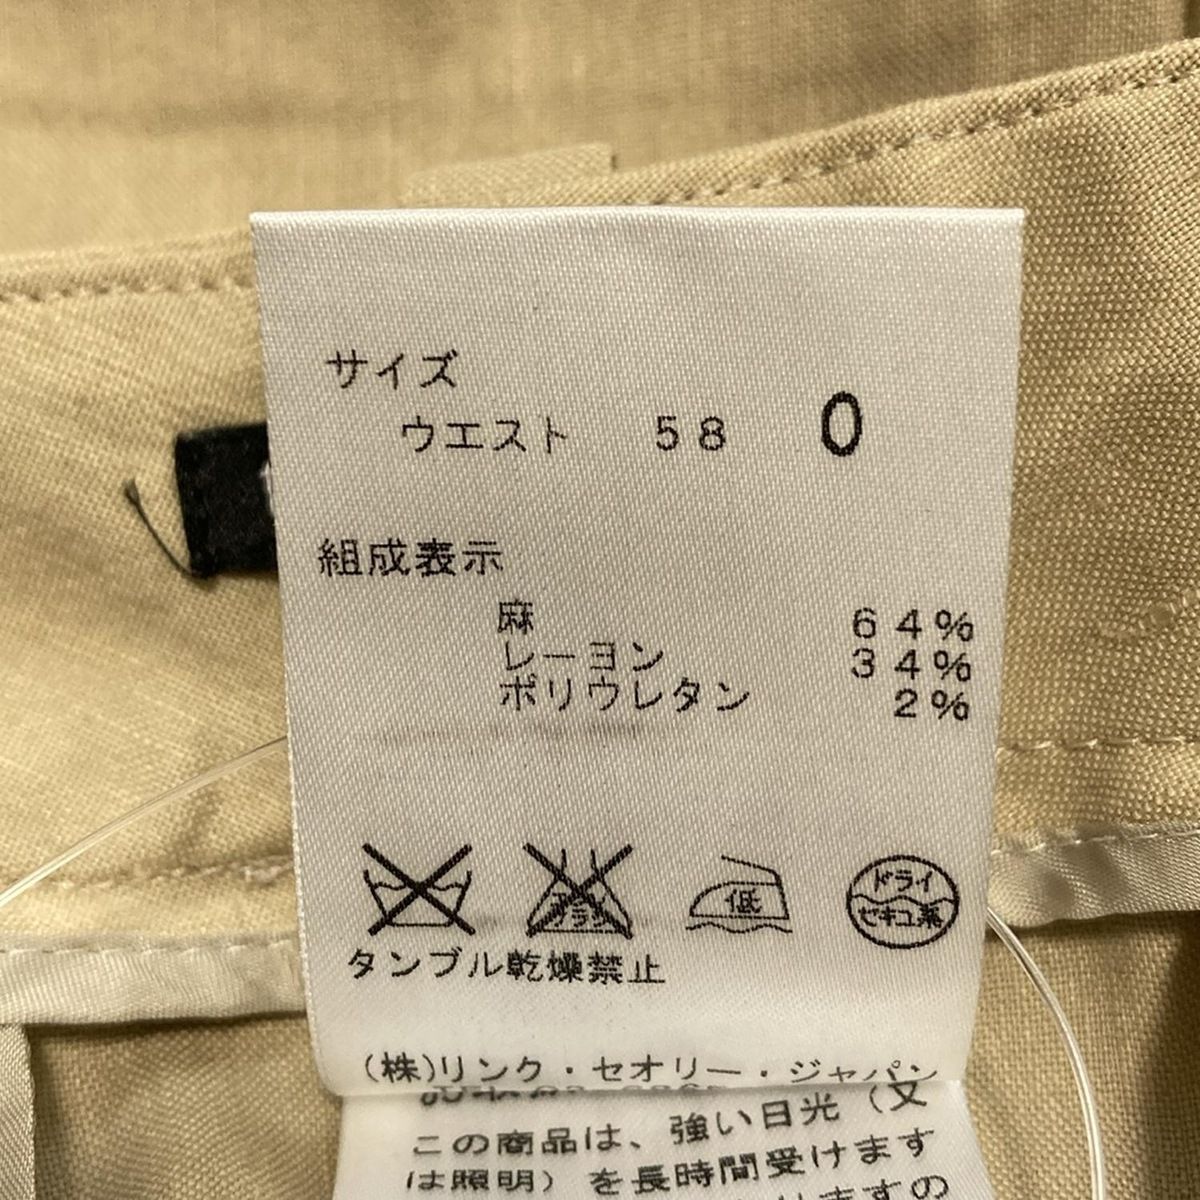 サイズ
ウエスト 58 0
組成表示
麻 64%
レーヨン 34%
ポリウレタン 2%
低
ドライ
セキユ系
タンブル乾燥禁止
(株)リンク・セオリー・ジャパン
この商品は、強い日光(又
は照明)を長時間受けます